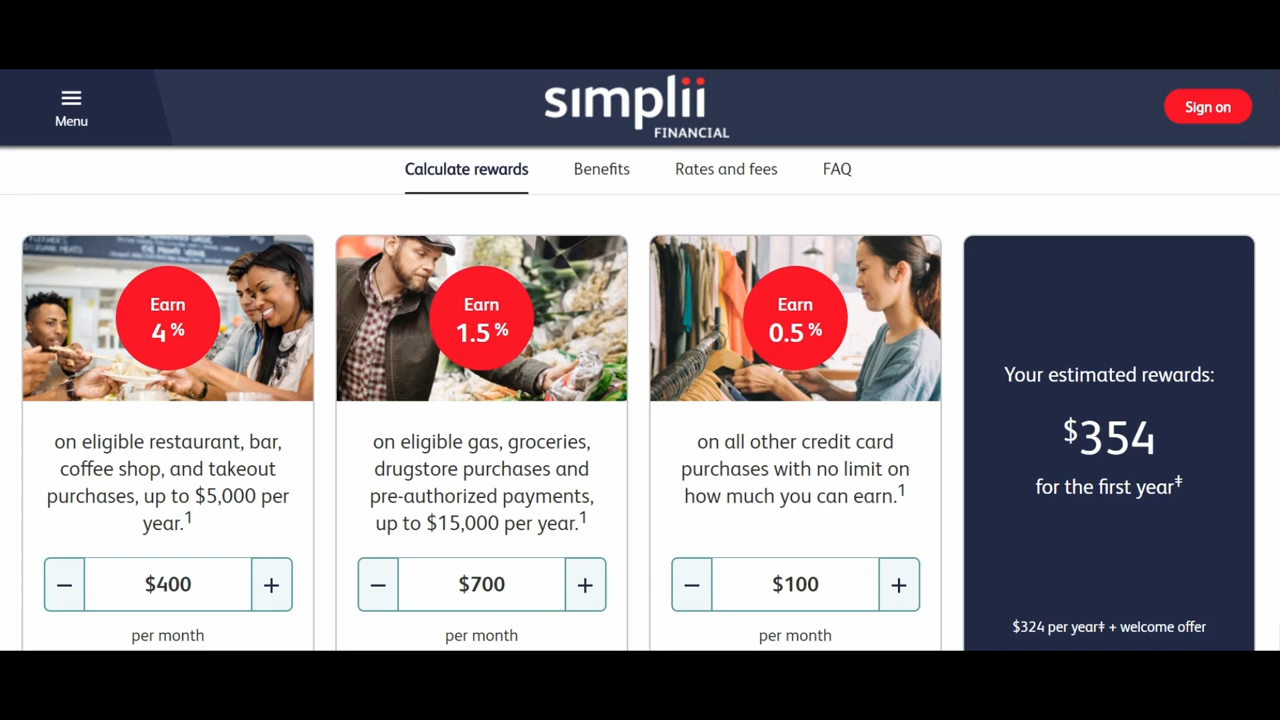 Menu
simplii
FINANCIAL
Sign on
Calculate rewards
Benefits
Rates and fees
FAQ
Earn
4%
on eligible restaurant, bar,
coffee shop, and takeout
purchases, up to $5,000 per
year.1
− $400 +
per month
Earn
1.5%
on eligible gas, groceries,
drugstore purchases and
pre-authorized payments,
up to $15,000 per year.1
− $700 +
per month
Earn
0.5%
on all other credit card
purchases with no limit on
how much you can earn.1
− $100 +
per month
Your estimated rewards:
$354
for the first year‡
$324 per year‡ + welcome offer